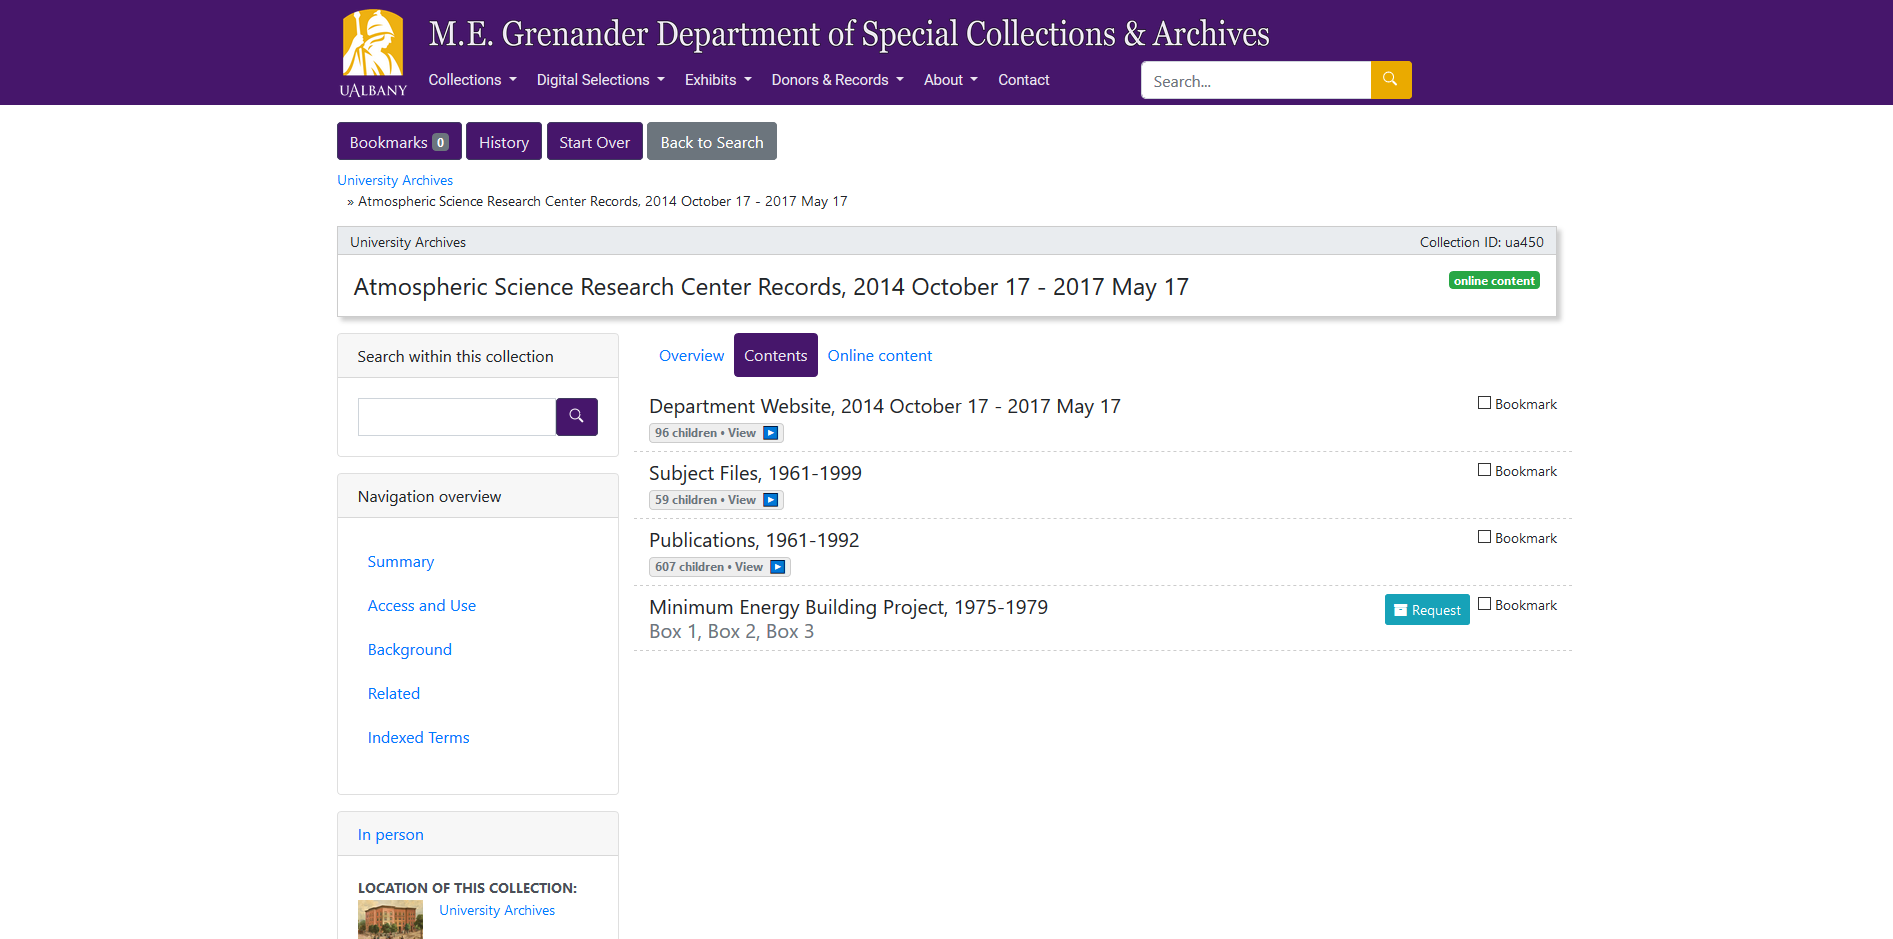 M.E. Grenander Department of Special Collections & Archives
UALBANY
Collections Digital Selections Exhibits Donors & Records About Contact
Search...
Bookmarks 0 History Start Over Back to Search
University Archives
» Atmospheric Science Research Center Records, 2014 October 17 - 2017 May 17
University Archives Collection ID: ua450
Atmospheric Science Research Center Records, 2014 October 17 - 2017 May 17
online content
Search within this collection
Navigation overview
Summary
Access and Use
Background
Related
Indexed Terms
In person
LOCATION OF THIS COLLECTION:
University Archives
Overview Contents Online content
Department Website, 2014 October 17 - 2017 May 17
Bookmark
96 children • View
Subject Files, 1961-1999
Bookmark
59 children • View
Publications, 1961-1992
Bookmark
607 children • View
Minimum Energy Building Project, 1975-1979
Request Bookmark
Box 1, Box 2, Box 3